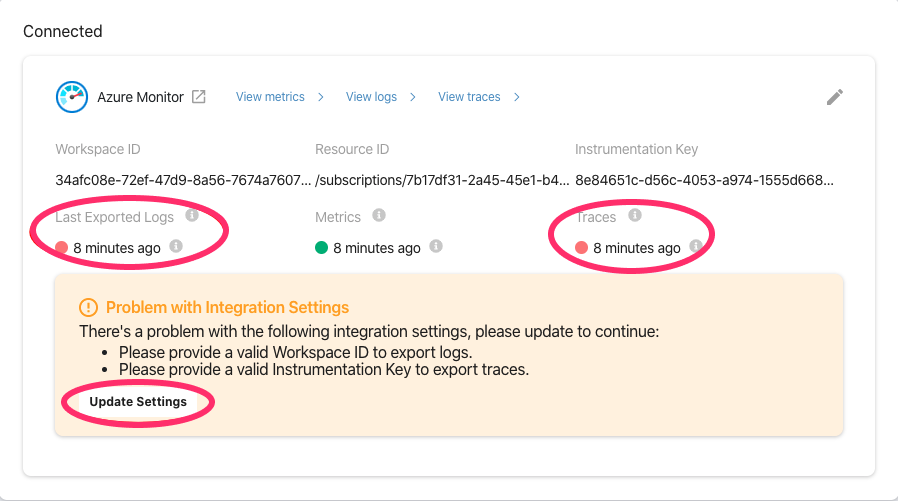 Connected
Azure Monitor View metrics View logs View traces
Workspace ID Resource ID Instrumentation Key
34afc08e-72ef-47d9-8a56-7674a7607... /subscriptions/7b17df31-2a45-45e1-b4... 8e84651c-d56c-4053-a974-1555d668...
Last Exported Logs Metrics Traces
8 minutes ago 8 minutes ago 8 minutes ago
Problem with Integration Settings
There's a problem with the following integration settings, please update to continue:
• Please provide a valid Workspace ID to export logs.
• Please provide a valid Instrumentation Key to export traces.
Update Settings